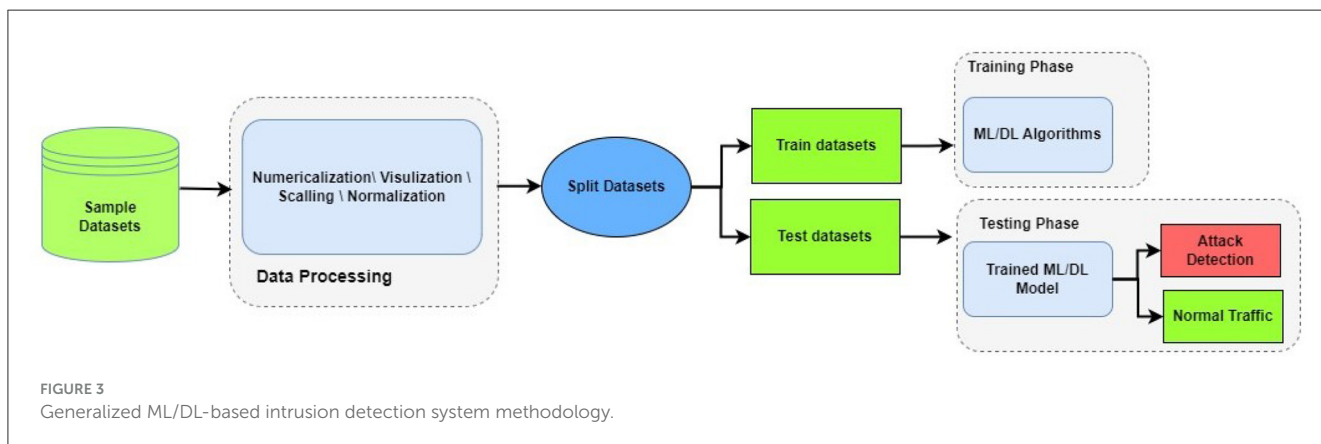 Sample
Datasets
Numericalization\ Visulization \
Scalling \ Normalization
Data Processing
Split Datasets
Train datasets
Test datasets
Training Phase
ML/DL Algorithms
Testing Phase
Trained ML/DL
Model
Attack
Detection
Normal Traffic
FIGURE 3
Generalized ML/DL-based intrusion detection system methodology.